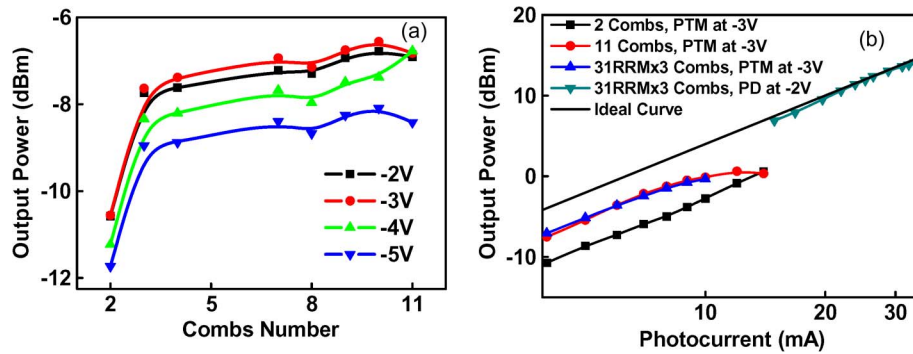 (a)
Output Power (dBm)
-6
-8
-10
-12
2
5
8
11
Combs Number
-2V
-3V
-4V
-5V
(b)
Output Power (dBm)
20
10
0
-10
10
20
30
Photocurrent (mA)
2 Combs, PTM at -3V
11 Combs, PTM at -3V
31RRMx3 Combs, PTM at -3V
31RRMx3 Combs, PD at -2V
Ideal Curve